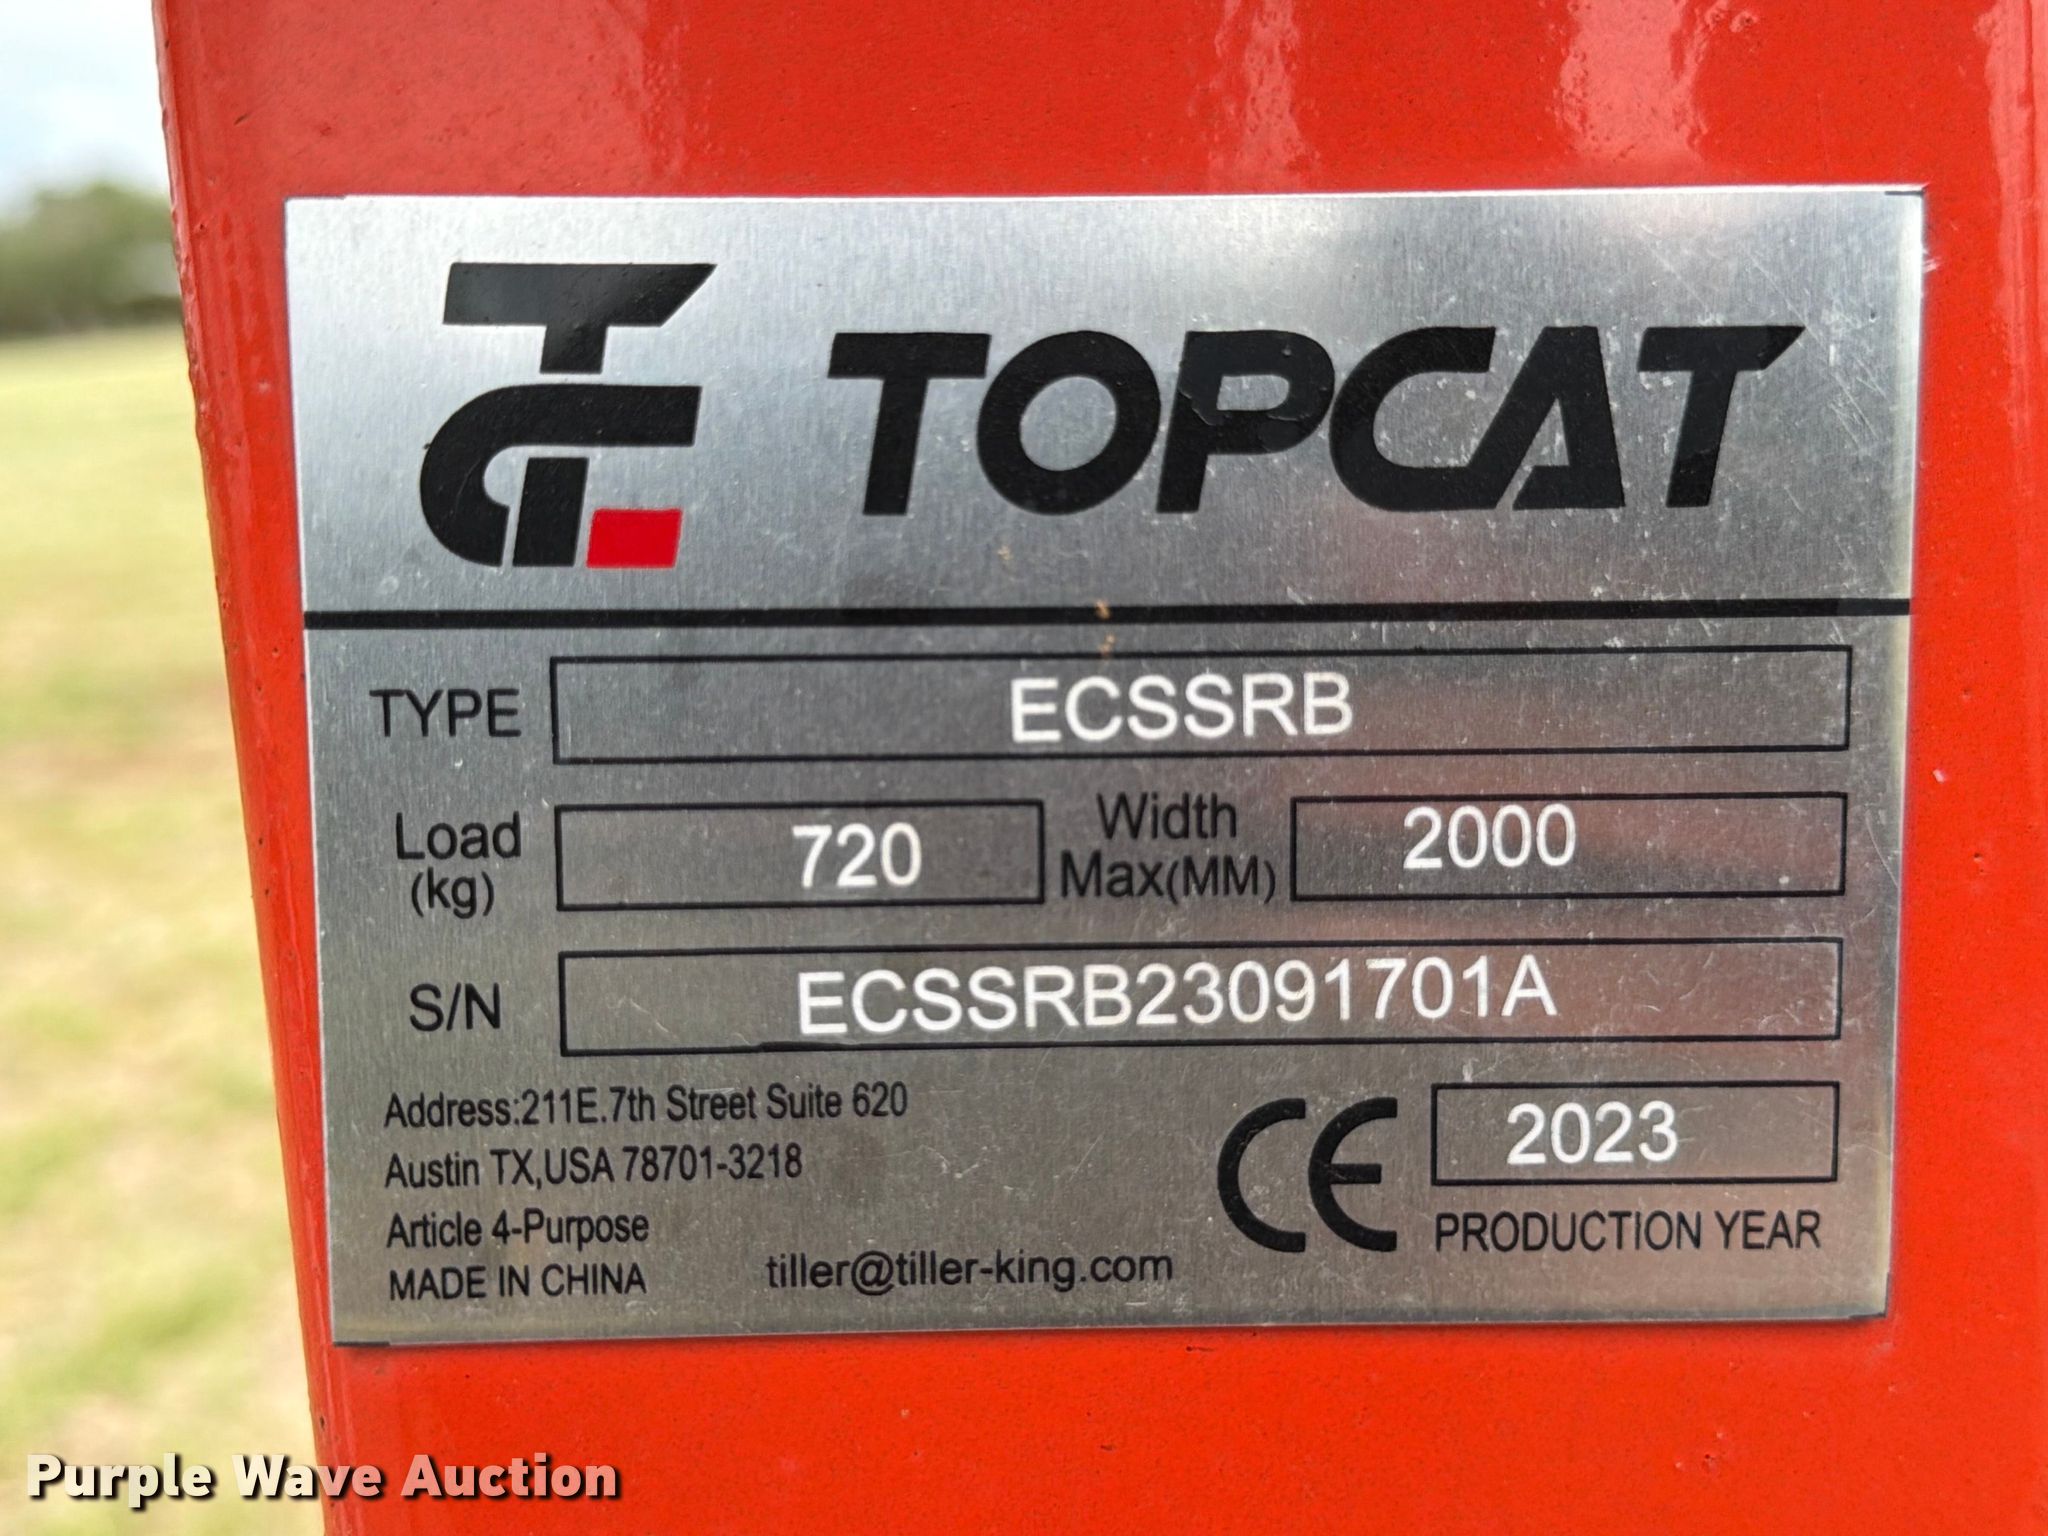 TC TOPCAT
TYPE ECSSRB
Load (kg) 720 Width Max(MM) 2000
S/N ECSSRB23091701A
Address:211E.7th Street Suite 620
Austin TX,USA 78701-3218
Article 4-Purpose
MADE IN CHINA
tiller@tiller-king.com
CE 2023
PRODUCTION YEAR
Purple Wave Auction